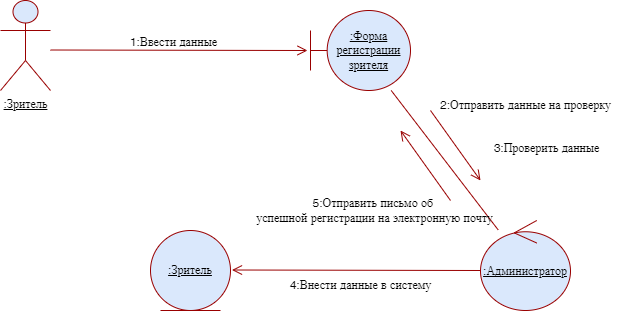 1:Ввести данные
:Форма
регистрации
зрителя
:Зритель
2:Отправить данные на проверку
3:Проверить данные
5:Отправить письмо об
успешной регистрации на электронную почту
:Зритель
:Администратор
4:Внести данные в систему